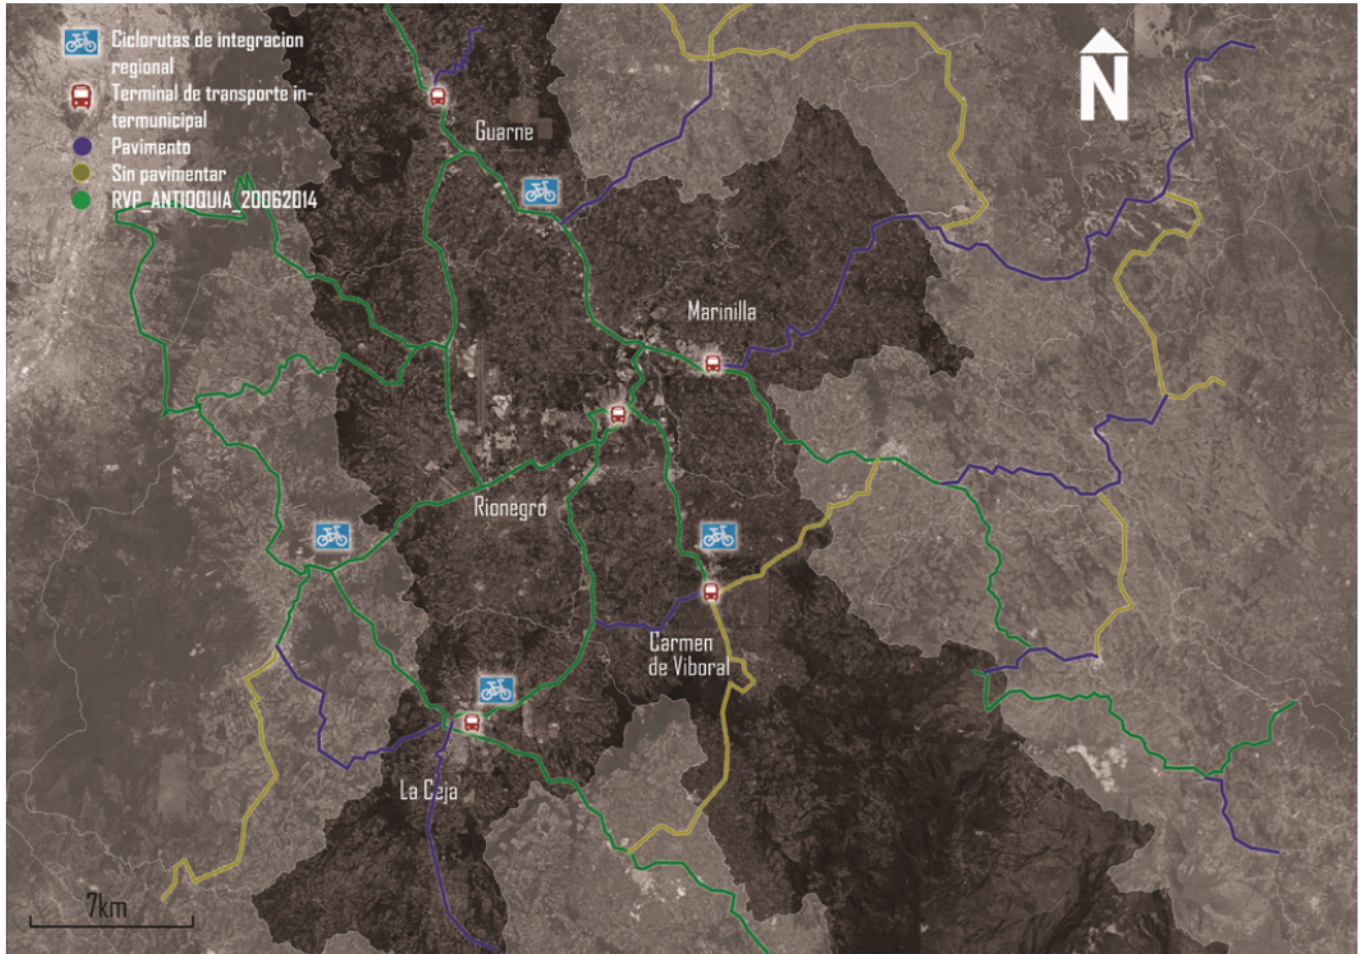 Ciclorutas de integracion
regional
Terminal de transporte in-
termunicipal
Pavimento
Sin pavimentar
RVP_ANTIOQUIA_20062014
N
Guarne
Marinilla
Rionegro
Carmen
de Viboral
La Ceja
7km